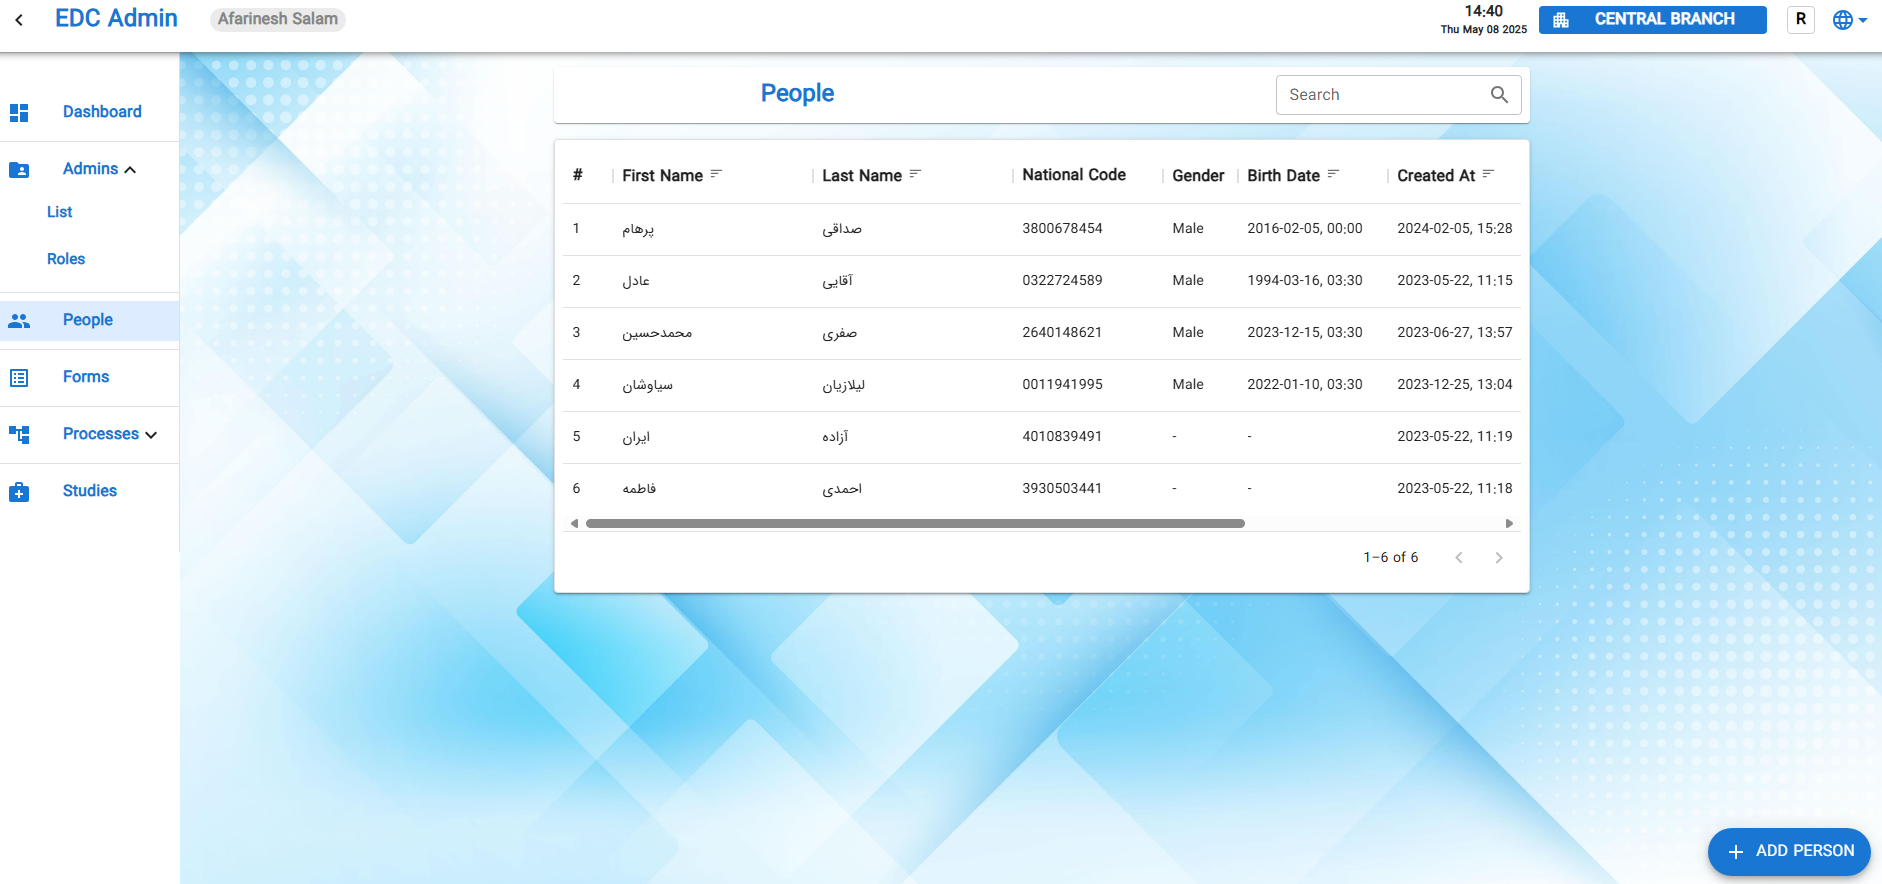 EDC Admin
Afarinesh Salam
14:40
Thu May 08 2025
CENTRAL BRANCH
R
Dashboard
Admins
List
Roles
People
Forms
Processes
Studies
People
Search
# First Name Last Name National Code Gender Birth Date Created At
1 پرهام صداقی 3800678454 Male 2016-02-05, 00:00 2024-02-05, 15:28
2 عادل آقایی 0322724589 Male 1994-03-16, 03:30 2023-05-22, 11:15
3 محمدحسین صفری 2640148621 Male 2023-12-15, 03:30 2023-06-27, 13:57
4 سیاوشان لیلازیان 0011941995 Male 2022-01-10, 03:30 2023-12-25, 13:04
5 ایران آزاده 4010839491 - - 2023-05-22, 11:19
6 فاطمه احمدی 3930503441 - - 2023-05-22, 11:18
1–6 of 6
ADD PERSON